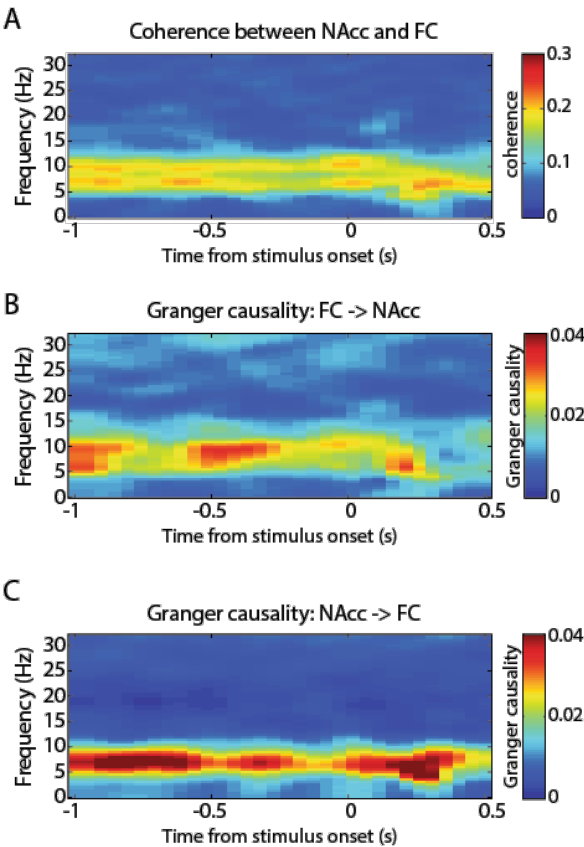 A
Coherence between NAcc and FC
Frequency (Hz)
30
25
20
15
10
5
0
-1
-0.5
0
0.5
Time from stimulus onset (s)
coherence
0.3
0.2
0.1
0
B
Granger causality: FC -> NAcc
Frequency (Hz)
30
25
20
15
10
5
0
-1
-0.5
0
0.5
Time from stimulus onset (s)
Granger causality
0.04
0.02
0
C
Granger causality: NAcc -> FC
Frequency (Hz)
30
25
20
15
10
5
0
-1
-0.5
0
0.5
Time from stimulus onset (s)
Granger causality
0.04
0.02
0